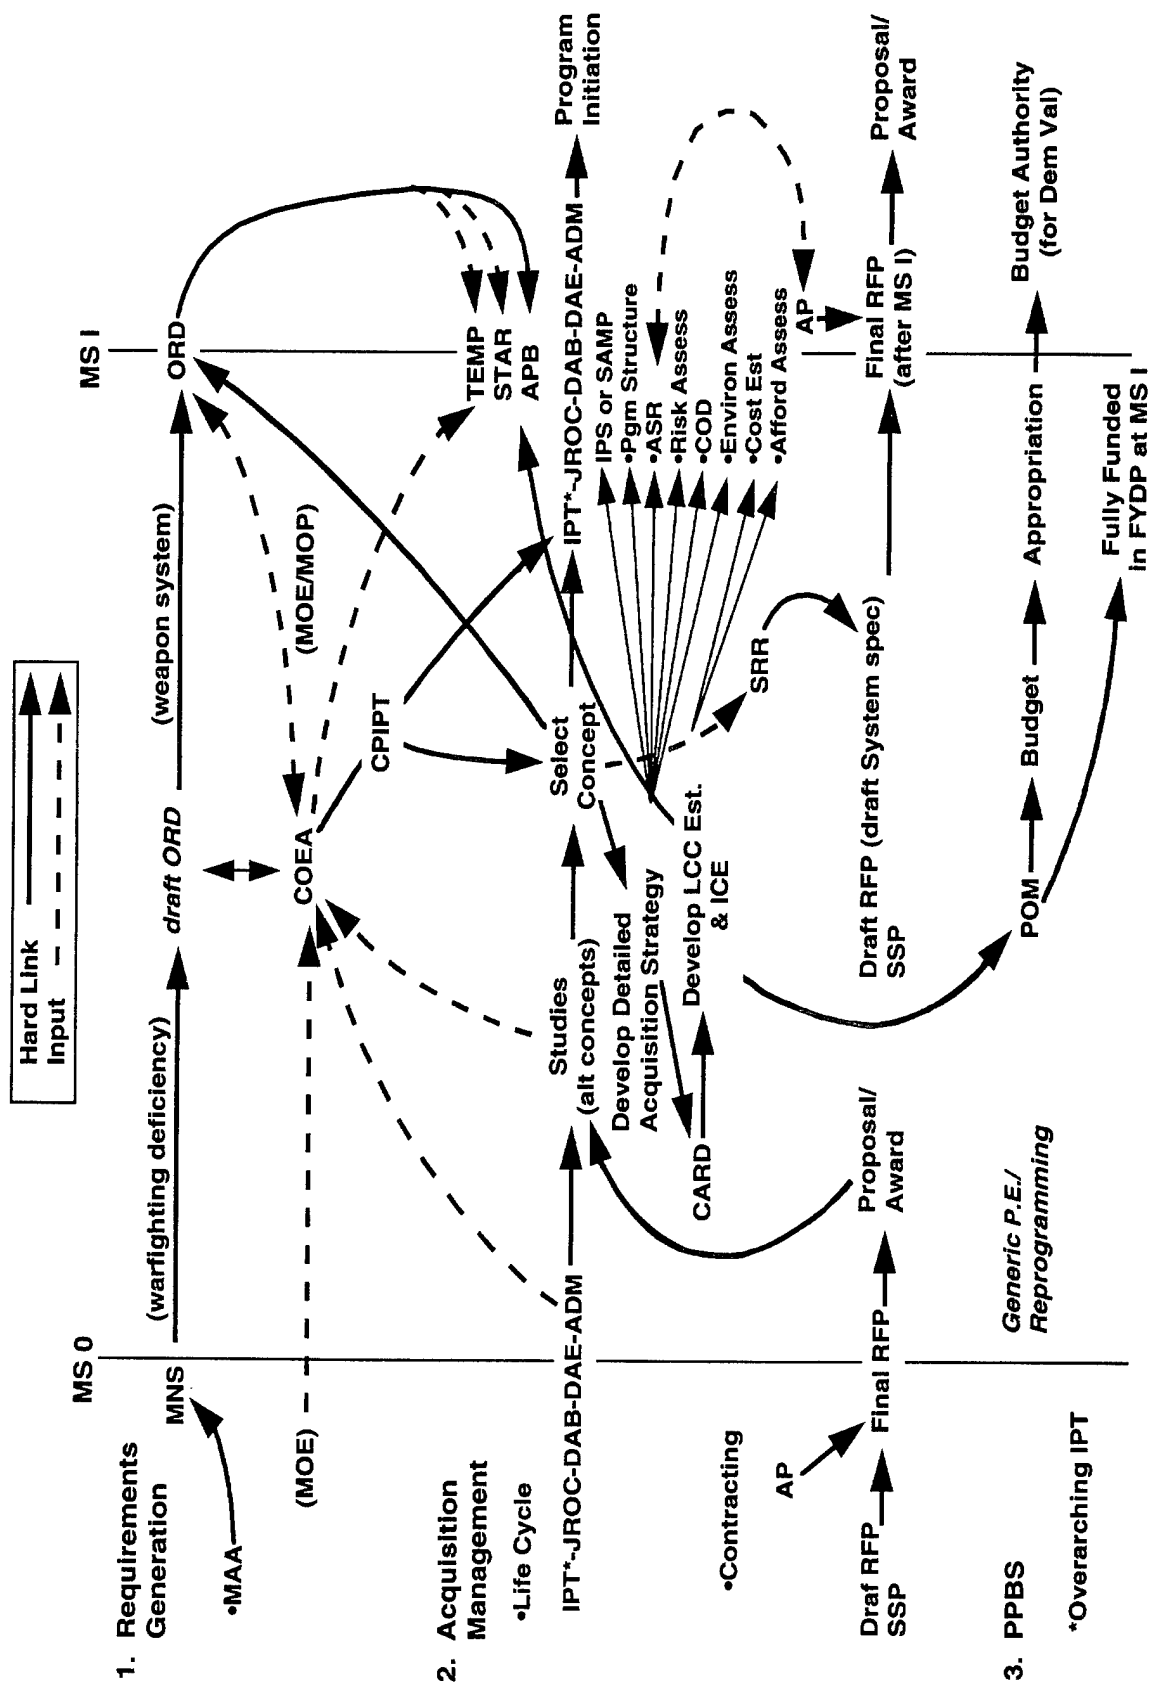 Hard Link
Input
MS 0
MS I
1. Requirements
Generation
MNS
(warfighting deficiency)
draft ORD
(weapon system)
ORD
•MAA
(MOE)
COEA
(MOE/MOP)
CPIPT
TEMP
STAR
APB
2. Acquisition
Management
•Life Cycle
IPT*-JROC-DAB-DAE-ADM
Studies
(alt concepts)
Select
Concept
IPT*-JROC-DAB-DAE-ADM
Program
Initiation
Develop Detailed
Acquisition Strategy
CARD
Develop LCC Est.
& ICE
IPS or SAMP
•Pgm Structure
•ASR
•Risk Assess
•COD
•Environ Assess
•Cost Est
•Afford Assess
SRR
•Contracting
AP
Draf RFP
SSP
Final RFP
Proposal/
Award
Draft RFP (draft System spec)
SSP
AP
Final RFP
(after MS I)
Proposal/
Award
3. PPBS
Generic P.E./
Reprogramming
POM
Budget
Appropriation
Budget Authority
(for Dem Val)
Fully Funded
in FYDP at MS I
*Overarching IPT